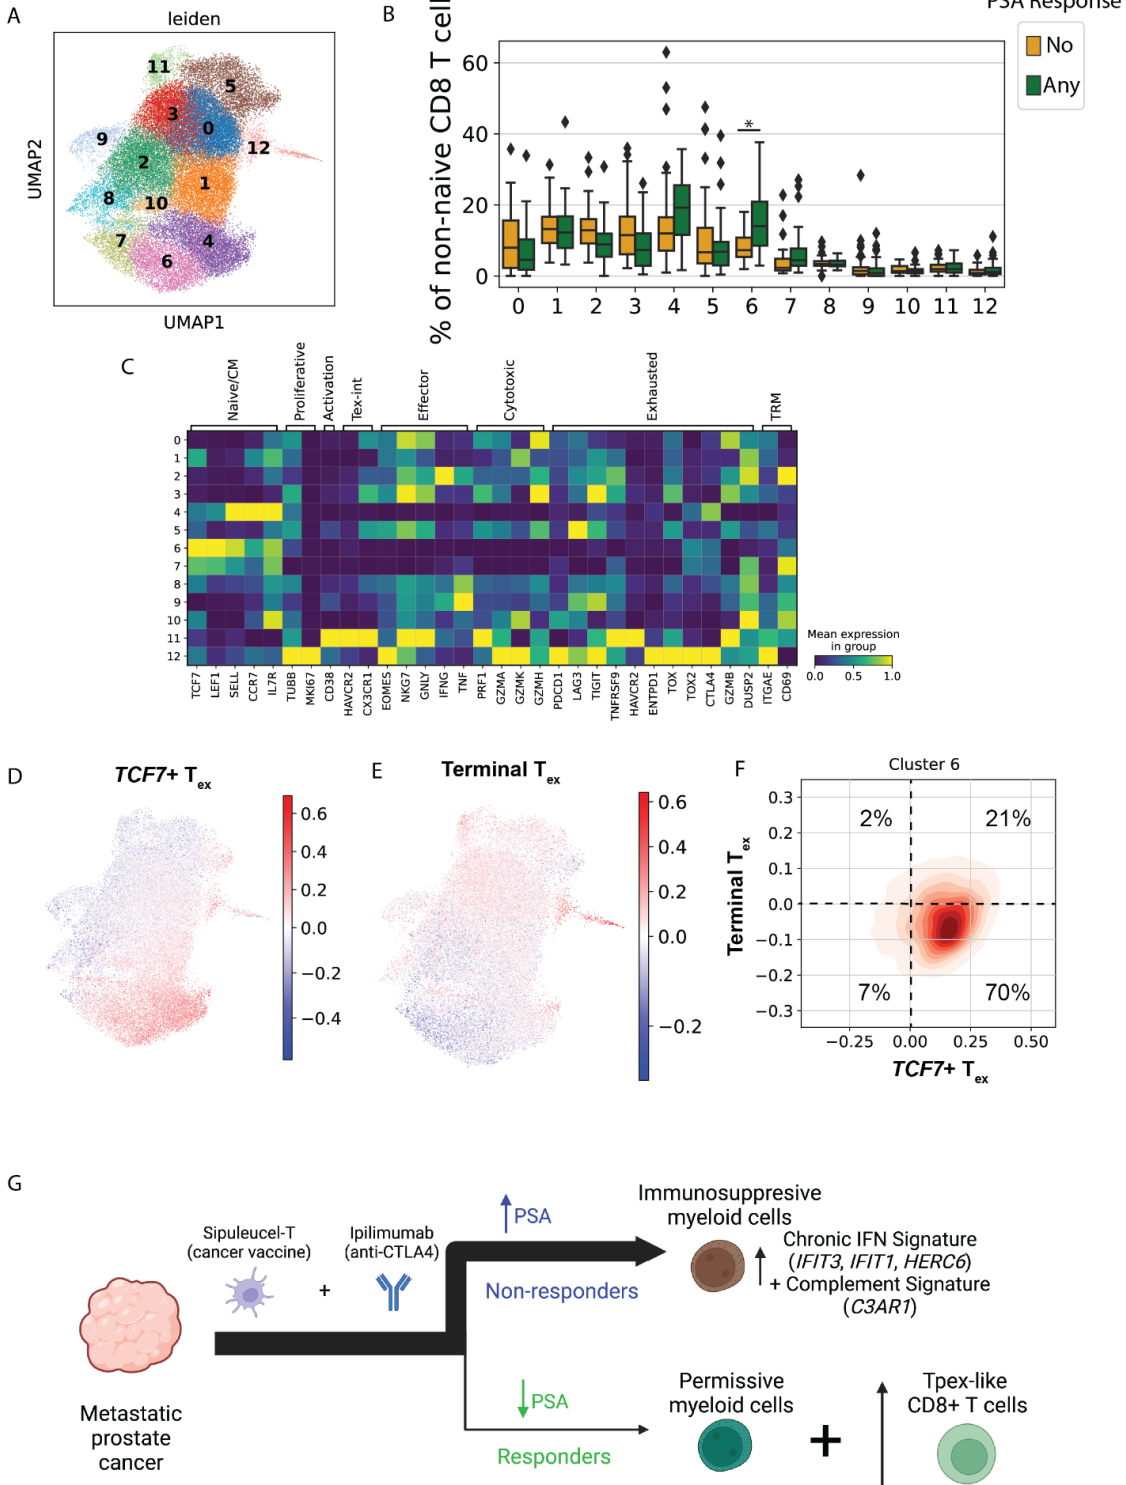 A
leiden
11
5
3
0
9
12
2
1
8
10
7
4
6
UMAP2
UMAP1
B
PSA Response
No
Any
% of non-naive CD8 T cell
60
40
20
0
*
0 1 2 3 4 5 6 7 8 9 10 11 12
C
Naive/CM
Proliferative
Activation
Tex-int
Effector
Cytotoxic
Exhausted
TRM
0
1
2
3
4
5
6
7
8
9
10
11
12
TCF7 LEF1 SELL CCR7 IL7R TUBB MKI67 CD38 HAVCR2 CX3CR1 EOMES NKG7 GNLY IFNG TNF PRF1 GZMA GZMK GZMH PDCD1 LAG3 TIGIT TNFRSF9 HAVCR2 ENTPD1 TOX TOX2 CTLA4 GZMB DUSP2 ITGAE CD69
Mean expression
in group
0.0 0.5 1.0
D
TCF7+ Tex
0.6
0.4
0.2
0.0
−0.2
−0.4
E
Terminal Tex
0.6
0.4
0.2
0.0
−0.2
F
Cluster 6
Terminal Tex
0.3
0.2
0.1
0.0
−0.1
−0.2
−0.3
2% 21%
7% 70%
−0.25 0.00 0.25 0.50
TCF7+ Tex
G
Metastatic
prostate
cancer
Sipuleucel-T
(cancer vaccine)
+
Ipilimumab
(anti-CTLA4)
PSA
Non-responders
Immunosuppresive
myeloid cells
Chronic IFN Signature
(IFIT3, IFIT1, HERC6)
+ Complement Signature
(C3AR1)
PSA
Responders
Permissive
myeloid cells
+
Tpex-like
CD8+ T cells